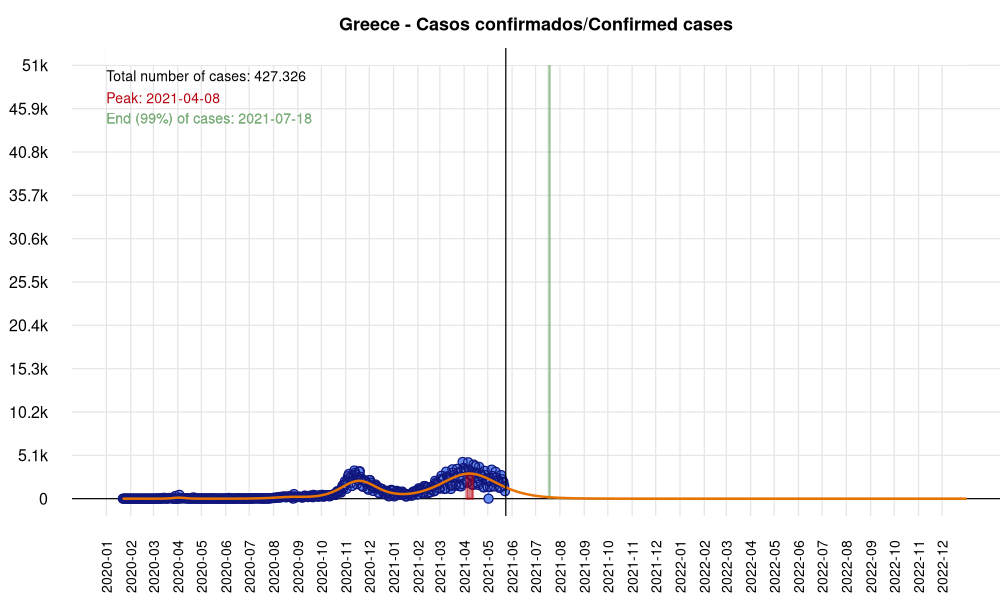 Greece - Casos confirmados/Confirmed cases
Total number of cases: 427.326
Peak: 2021-04-08
End (99%) of cases: 2021-07-18
51k
45.9k
40.8k
35.7k
30.6k
25.5k
20.4k
15.3k
10.2k
5.1k
0
2020-01
2020-02
2020-03
2020-04
2020-05
2020-06
2020-07
2020-08
2020-09
2020-10
2020-11
2020-12
2021-01
2021-02
2021-03
2021-04
2021-05
2021-06
2021-07
2021-08
2021-09
2021-10
2021-11
2021-12
2022-01
2022-02
2022-03
2022-04
2022-05
2022-06
2022-07
2022-08
2022-09
2022-10
2022-11
2022-12